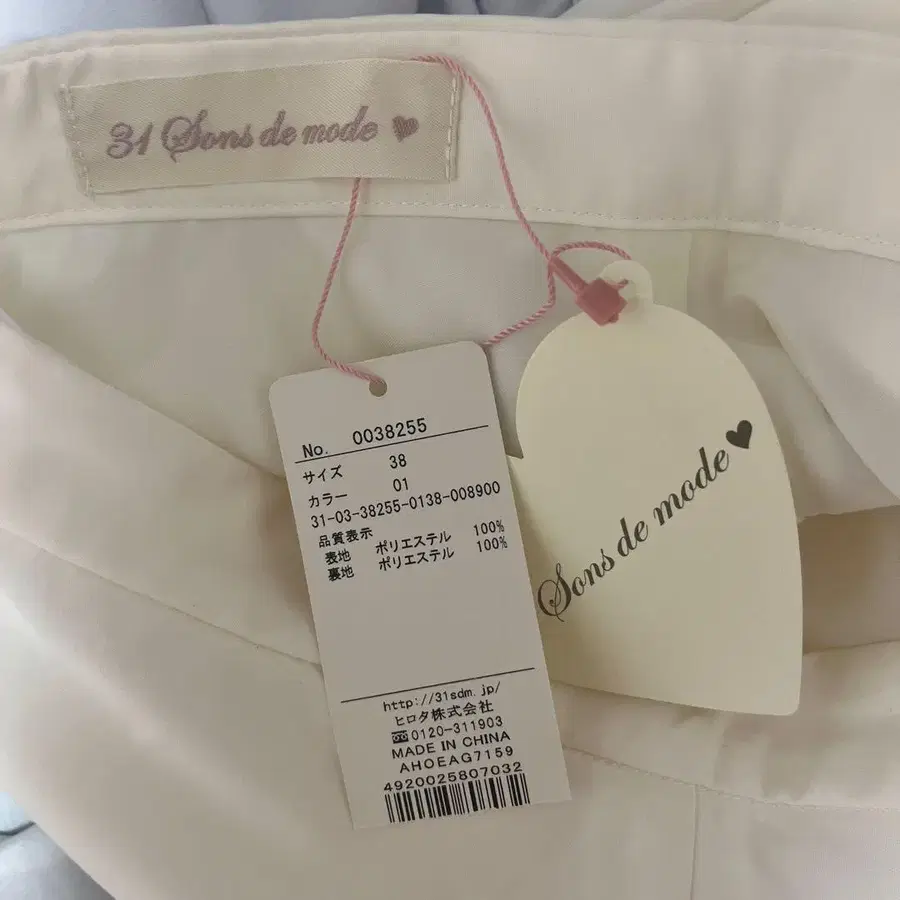 31 Sons de mode
No. 0038255
サイズ 38
カラー 01
31-03-38255-0138-008900
品質表示
表地 ポリエステル 100%
裏地 ポリエステル 100%
http://31sdm.jp/
ヒロタ株式会社
☎0120-311903
MADE IN CHINA
AHOEAG7159
4920025807032
Sons de mode